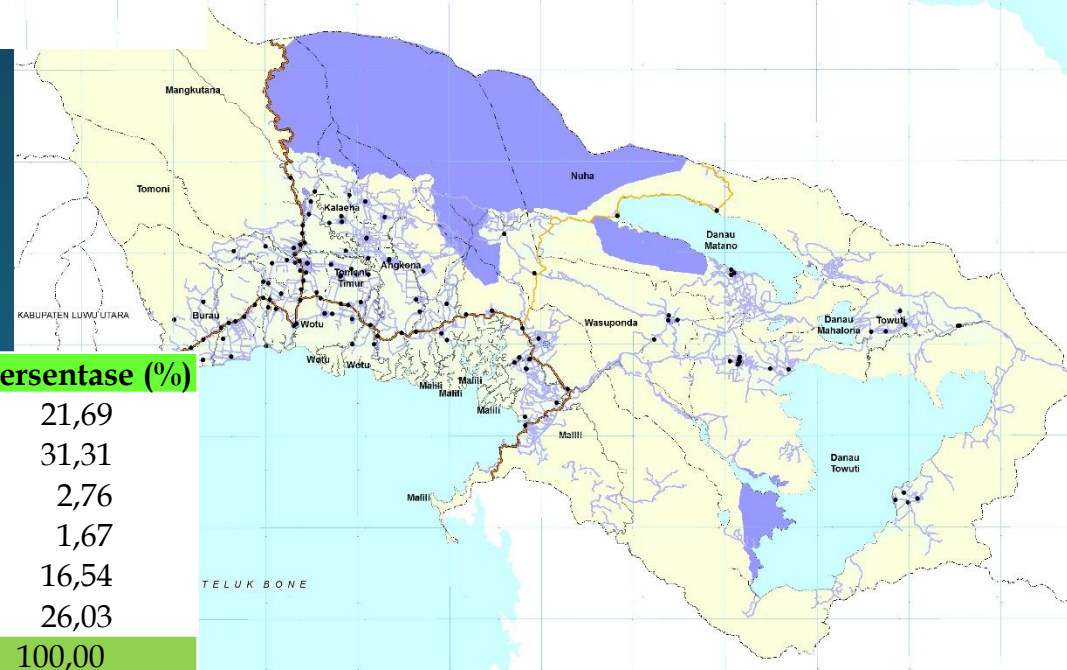 Mangkutana
Nuha
Tomoni
Kalaena
Danau
Matano
Tomoni
Timur
Angkona
KABUPATEN LUWU UTARA
Burau
Wotu
Wasuponda
Danau
Mahalona
Towuti
Wotu
Wotu
Malili
Malili
Malili
Malili
Malili
Danau
Towuti
TELUK BONE
ersentase (%)
21,69
31,31
2,76
1,67
16,54
26,03
100,00